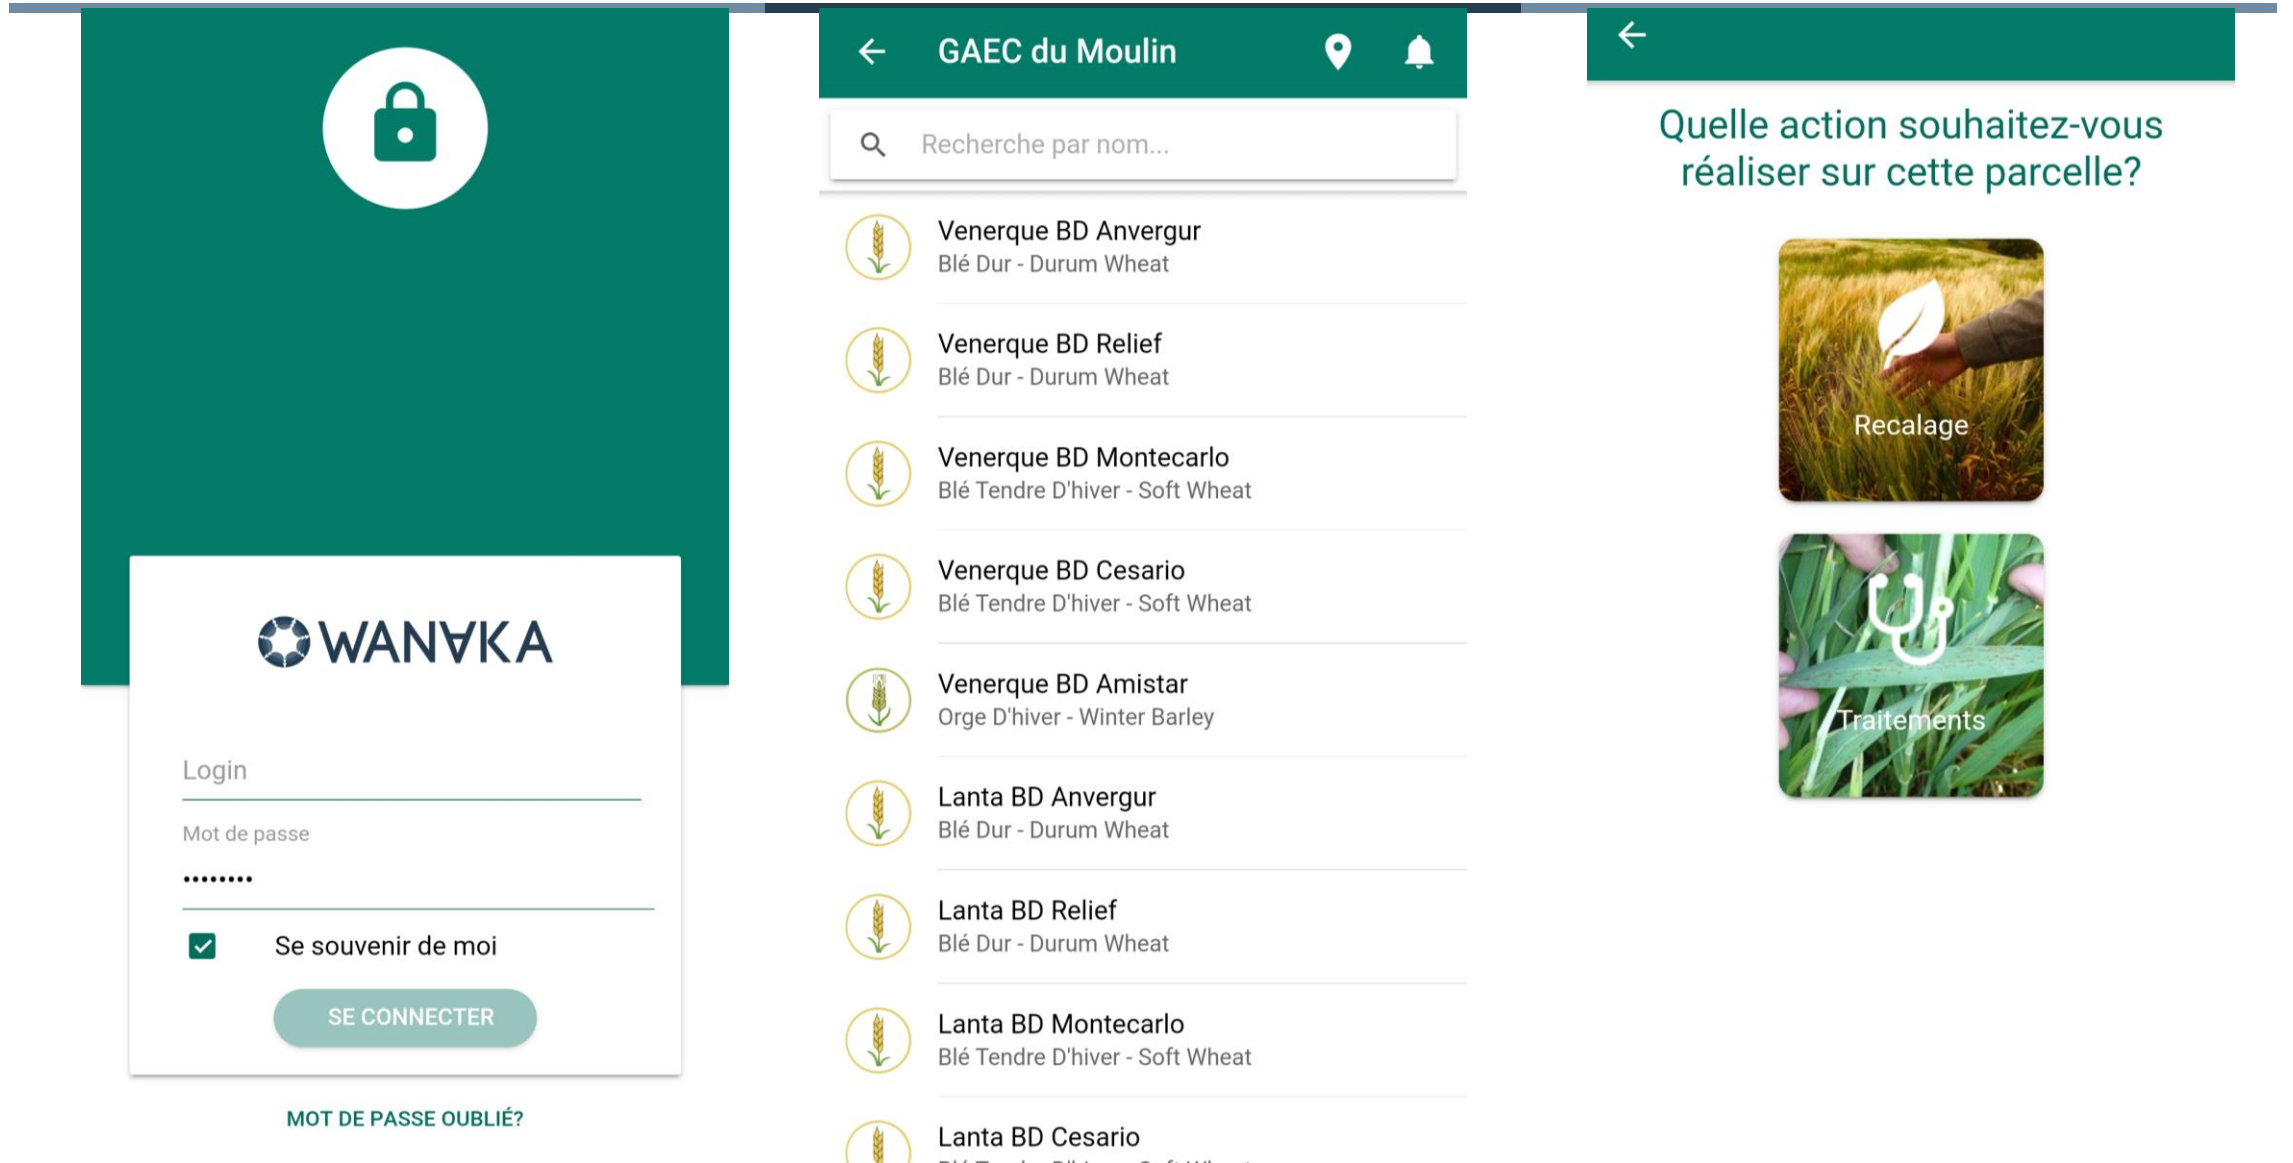 WANAKA
Login
Mot de passe
Se souvenir de moi
SE CONNECTER
MOT DE PASSE OUBLIÉ?
GAEC du Moulin
Recherche par nom...
Venerque BD Anvergur
Blé Dur - Durum Wheat
Venerque BD Relief
Blé Dur - Durum Wheat
Venerque BD Montecarlo
Blé Tendre D'hiver - Soft Wheat
Venerque BD Cesario
Blé Tendre D'hiver - Soft Wheat
Venerque BD Amistar
Orge D'hiver - Winter Barley
Lanta BD Anvergur
Blé Dur - Durum Wheat
Lanta BD Relief
Blé Dur - Durum Wheat
Lanta BD Montecarlo
Blé Tendre D'hiver - Soft Wheat
Lanta BD Cesario
Quelle action souhaitez-vous
réaliser sur cette parcelle?
Recalage
Traitements